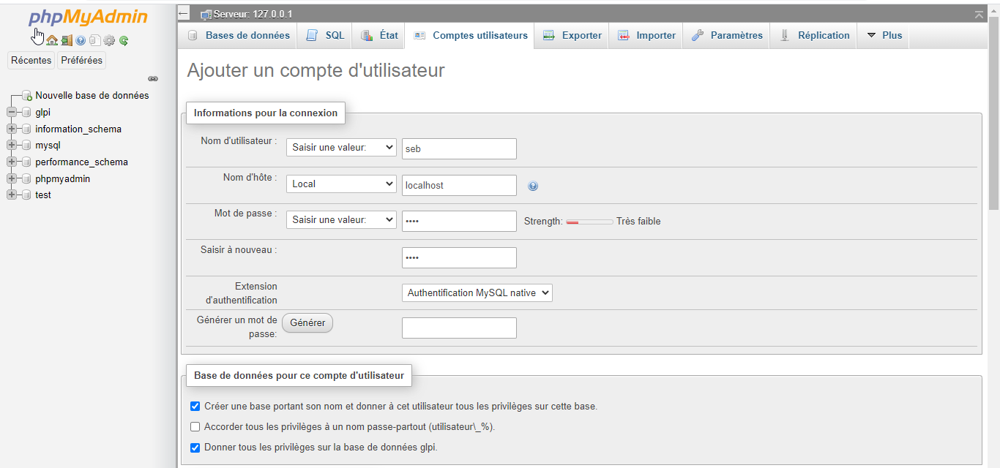 phpMyAdmin
Récentes Préférées
Nouvelle base de données
glpi
information_schema
mysql
performance_schema
phpmyadmin
test
Serveur: 127.0.0.1
Bases de données SQL État Comptes utilisateurs Exporter Importer Paramètres Réplication Plus
Ajouter un compte d'utilisateur
Informations pour la connexion
Nom d'utilisateur : Saisir une valeur: seb
Nom d'hôte : Local localhost
Mot de passe : Saisir une valeur: •••• Strength: Très faible
Saisir à nouveau : ••••
Extension
d'authentification Authentification MySQL native
Générer un mot de
passe: Générer
Base de données pour ce compte d'utilisateur
Créer une base portant son nom et donner à cet utilisateur tous les privilèges sur cette base.
Accorder tous les privilèges à un nom passe-partout (utilisateur\_%).
Donner tous les privilèges sur la base de données glpi.